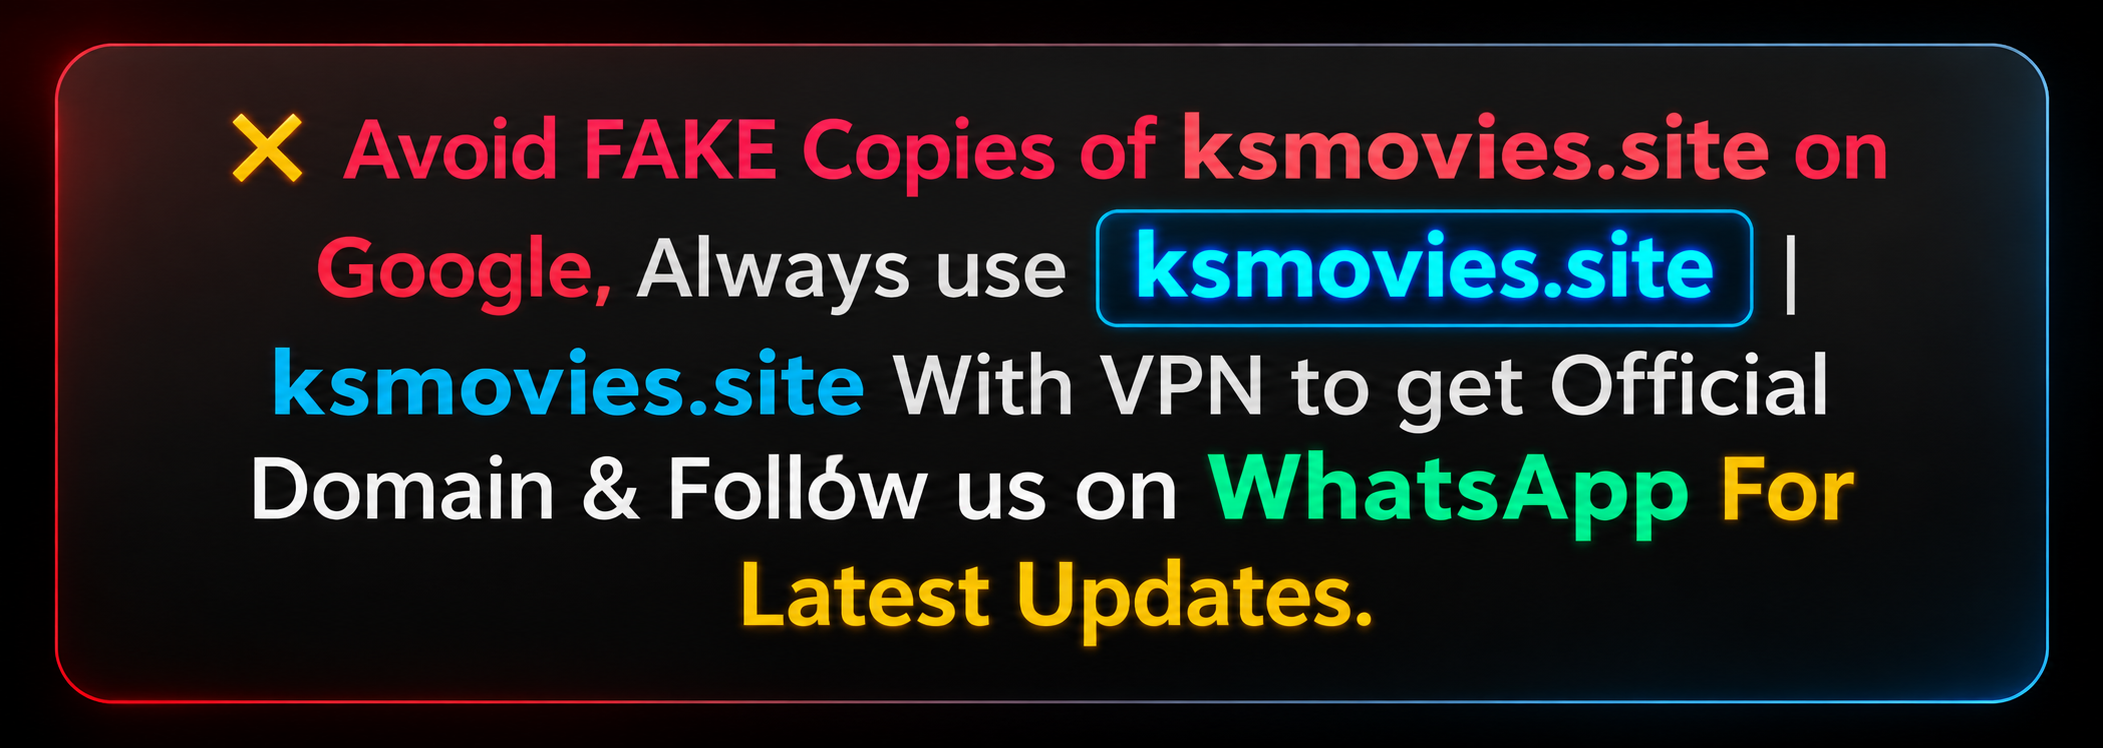 ❌ Avoid FAKE Copies of ksmovies.site on
Google, Always use ksmovies.site |
ksmovies.site With VPN to get Official
Domain & Follów us on WhatsApp For
Latest Updates.